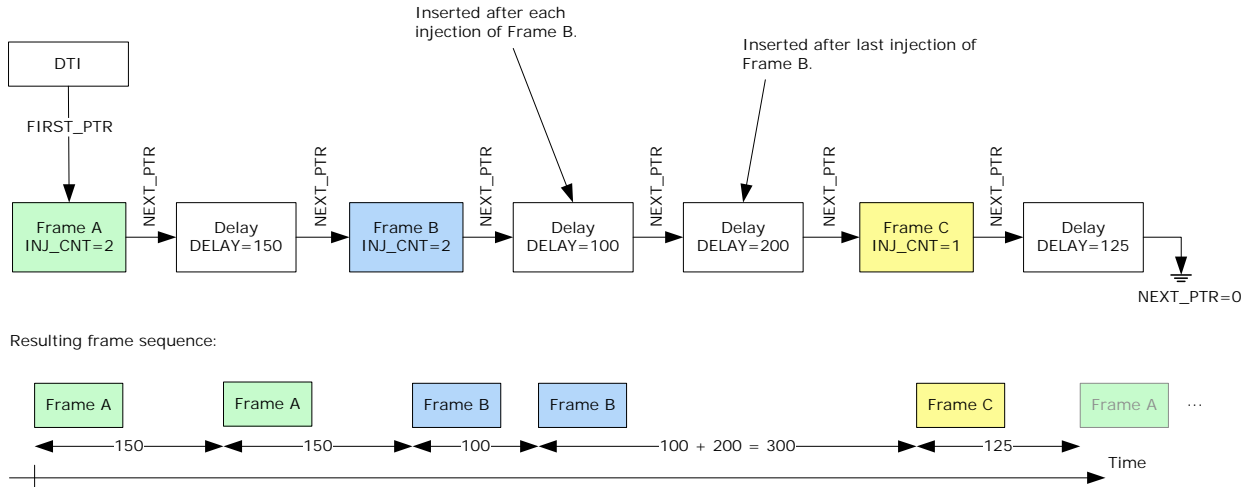 Inserted after each
injection of Frame B.
Inserted after last injection of
Frame B.
DTI
FIRST_PTR
NEXT_PTR
NEXT_PTR
NEXT_PTR
NEXT_PTR
NEXT_PTR
NEXT_PTR
Frame A
INJ_CNT=2
Delay
DELAY=150
Frame B
INJ_CNT=2
Delay
DELAY=100
Delay
DELAY=200
Frame C
INJ_CNT=1
Delay
DELAY=125
NEXT_PTR=0
Resulting frame sequence:
Frame A
Frame A
Frame B
Frame B
Frame C
Frame A
...
150
150
100
100 + 200 = 300
125
Time